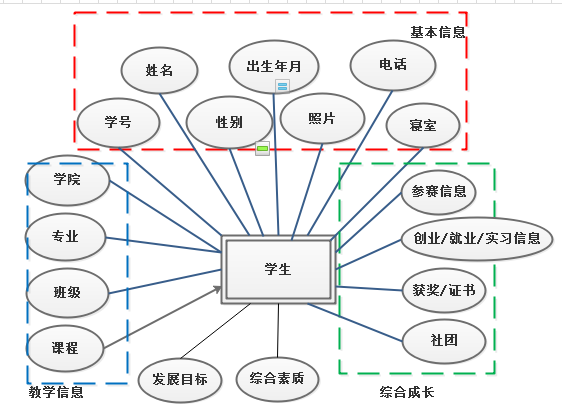 基本信息
姓名
出生年月
电话
学号
性别
照片
寝室
学院
专业
班级
课程
教学信息
学生
参赛信息
创业/就业/实习信息
获奖/证书
社团
综合成长
发展目标
综合素质